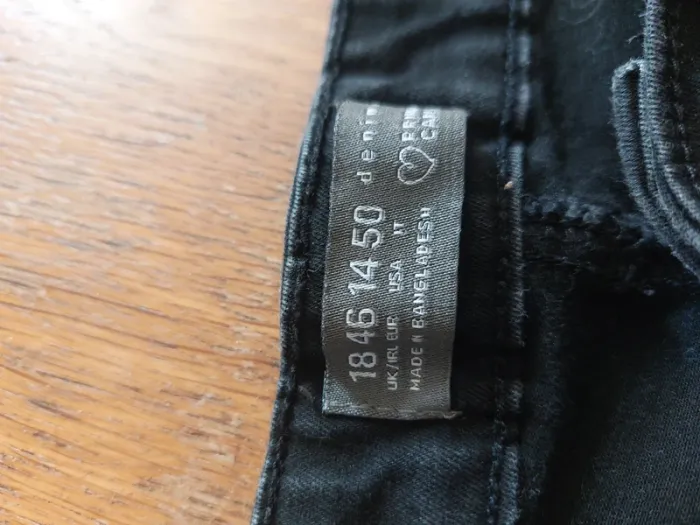 denim
18 46 14 50
UK/IRL EUR USA IT
MADE IN BANGLADESH